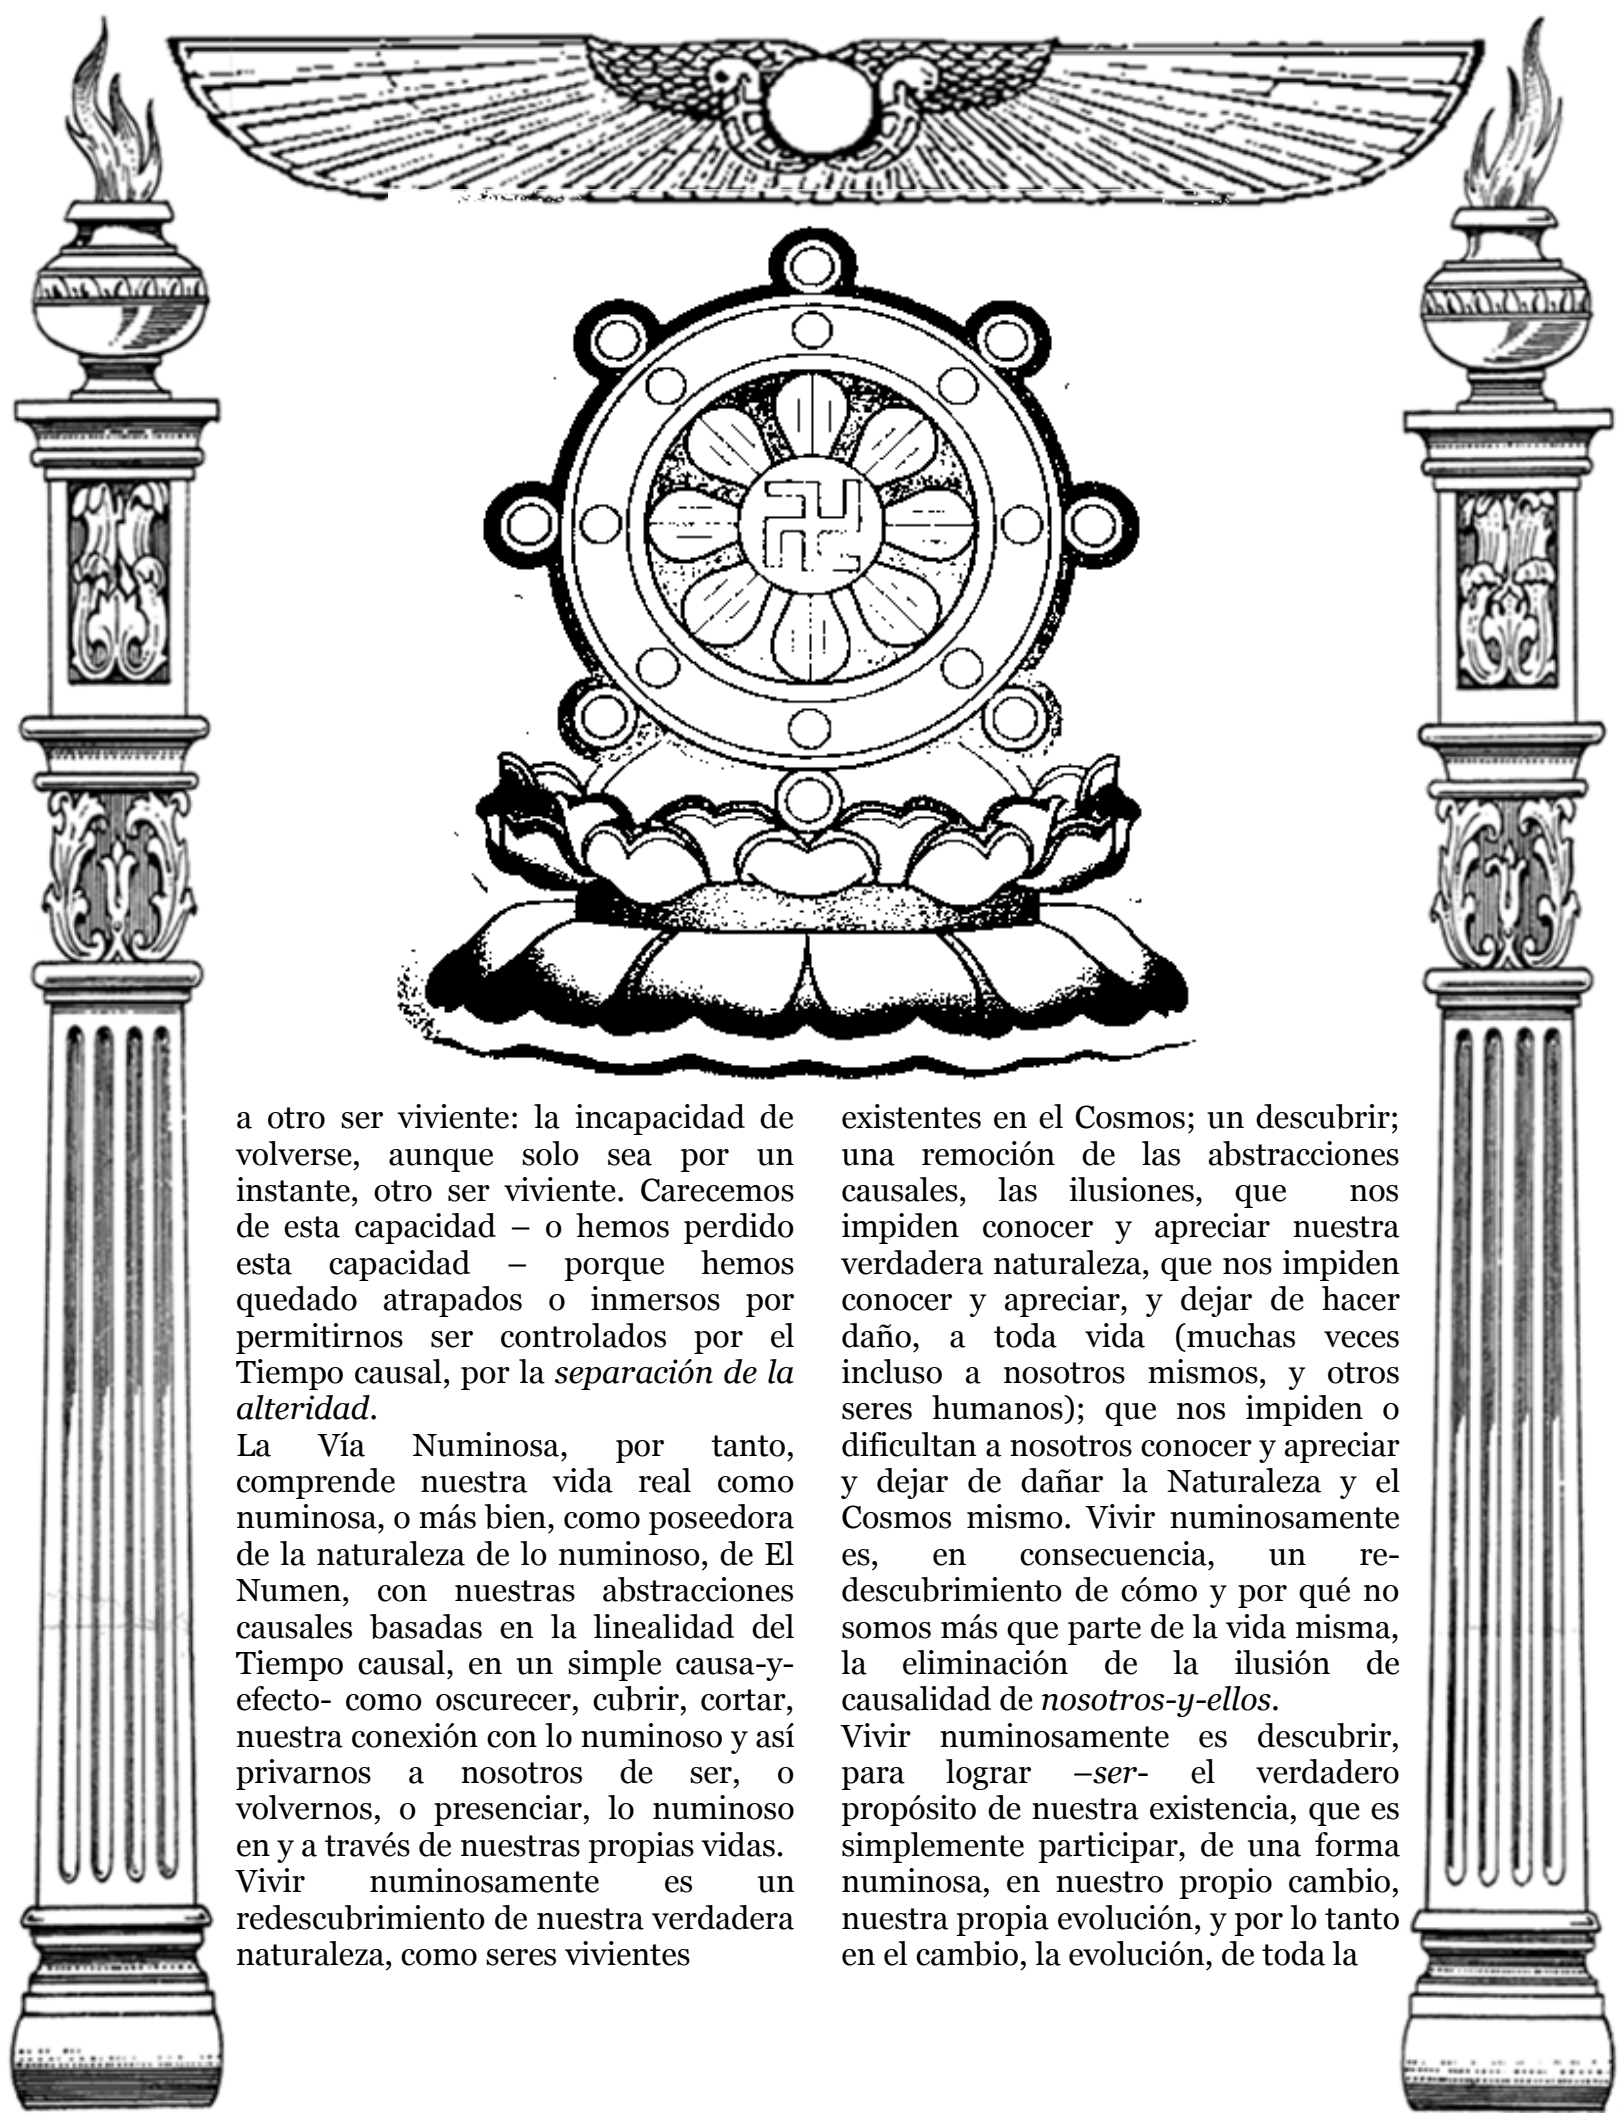 a otro ser viviente: la incapacidad de
volverse, aunque solo sea por un
instante, otro ser viviente. Carecemos
de esta capacidad – o hemos perdido
esta capacidad – porque hemos
quedado atrapados o inmersos por
permitirnos ser controlados por el
Tiempo causal, por la separación de la
alteridad.
La Vía Numinosa, por tanto,
comprende nuestra vida real como
numinosa, o más bien, como poseedora
de la naturaleza de lo numinoso, de El
Numen, con nuestras abstracciones
causales basadas en la linealidad del
Tiempo causal, en un simple causa-y-
efecto- como oscurecer, cubrir, cortar,
nuestra conexión con lo numinoso y así
privarnos a nosotros de ser, o
volvernos, o presenciar, lo numinoso
en y a través de nuestras propias vidas.
Vivir numinosamente es un
redescubrimiento de nuestra verdadera
naturaleza, como seres vivientes
existentes en el Cosmos; un descubrir;
una remoción de las abstracciones
causales, las ilusiones, que nos
impiden conocer y apreciar nuestra
verdadera naturaleza, que nos impiden
conocer y apreciar, y dejar de hacer
daño, a toda vida (muchas veces
incluso a nosotros mismos, y otros
seres humanos); que nos impiden o
dificultan a nosotros conocer y apreciar
y dejar de dañar la Naturaleza y el
Cosmos mismo. Vivir numinosamente
es, en consecuencia, un re-
descubrimiento de cómo y por qué no
somos más que parte de la vida misma,
la eliminación de la ilusión de
causalidad de nosotros-y-ellos.
Vivir numinosamente es descubrir,
para lograr –ser- el verdadero
propósito de nuestra existencia, que es
simplemente participar, de una forma
numinosa, en nuestro propio cambio,
nuestra propia evolución, y por lo tanto
en el cambio, la evolución, de toda la